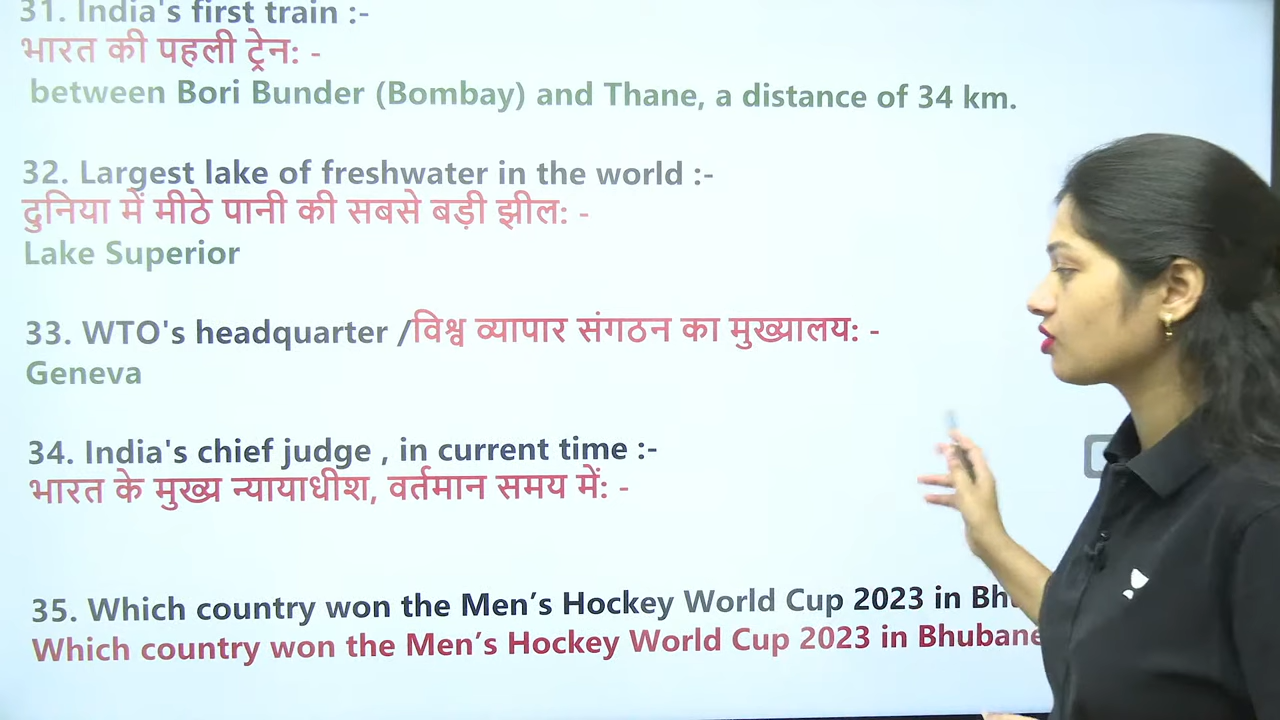 31. India's first train :-
भारत की पहली ट्रेन: -
between Bori Bunder (Bombay) and Thane, a distance of 34 km.
32. Largest lake of freshwater in the world :-
दुनिया में मीठे पानी की सबसे बड़ी झील: -
Lake Superior
33. WTO's headquarter /विश्व व्यापार संगठन का मुख्यालय: -
Geneva
34. India's chief judge , in current time :-
भारत के मुख्य न्यायाधीश, वर्तमान समय में: -
35. Which country won the Men’s Hockey World Cup 2023 in
Which country won the Men’s Hockey World Cup 2023 in